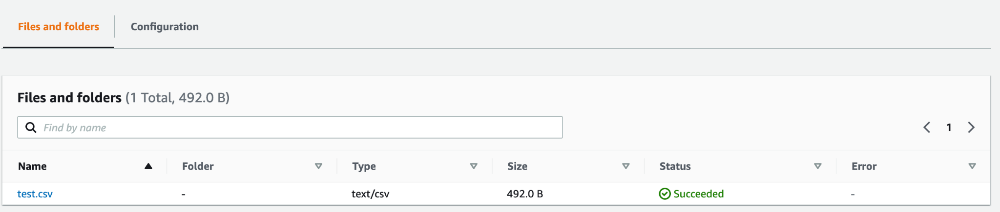 Files and folders Configuration
Files and folders (1 Total, 492.0 B)
Find by name 1
Name Folder Type Size Status Error
test.csv - text/csv 492.0 B Succeeded -